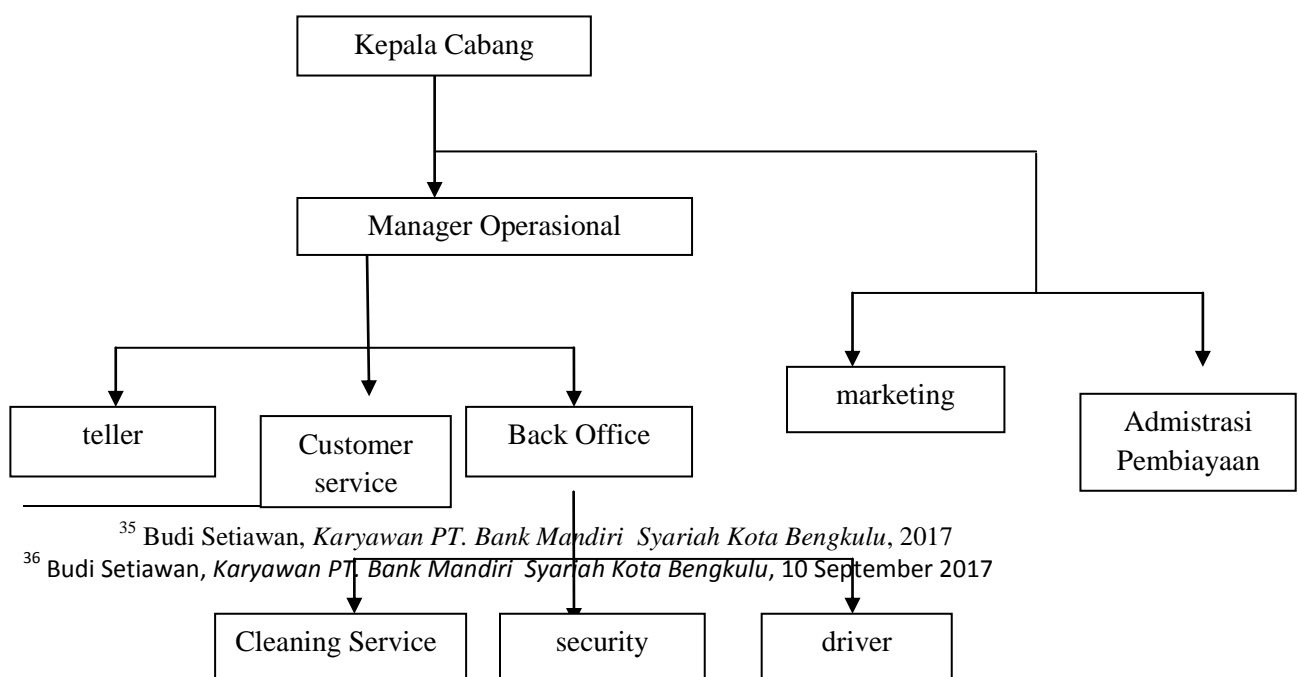 Kepala Cabang
Manager Operasional
marketing
Admistrasi
Pembiayaan
teller
Customer
service
Back Office
35 Budi Setiawan, Karyawan PT. Bank Mandiri Syariah Kota Bengkulu, 2017
36 Budi Setiawan, Karyawan PT. Bank Mandiri Syariah Kota Bengkulu, 10 September 2017
Cleaning Service
security
driver